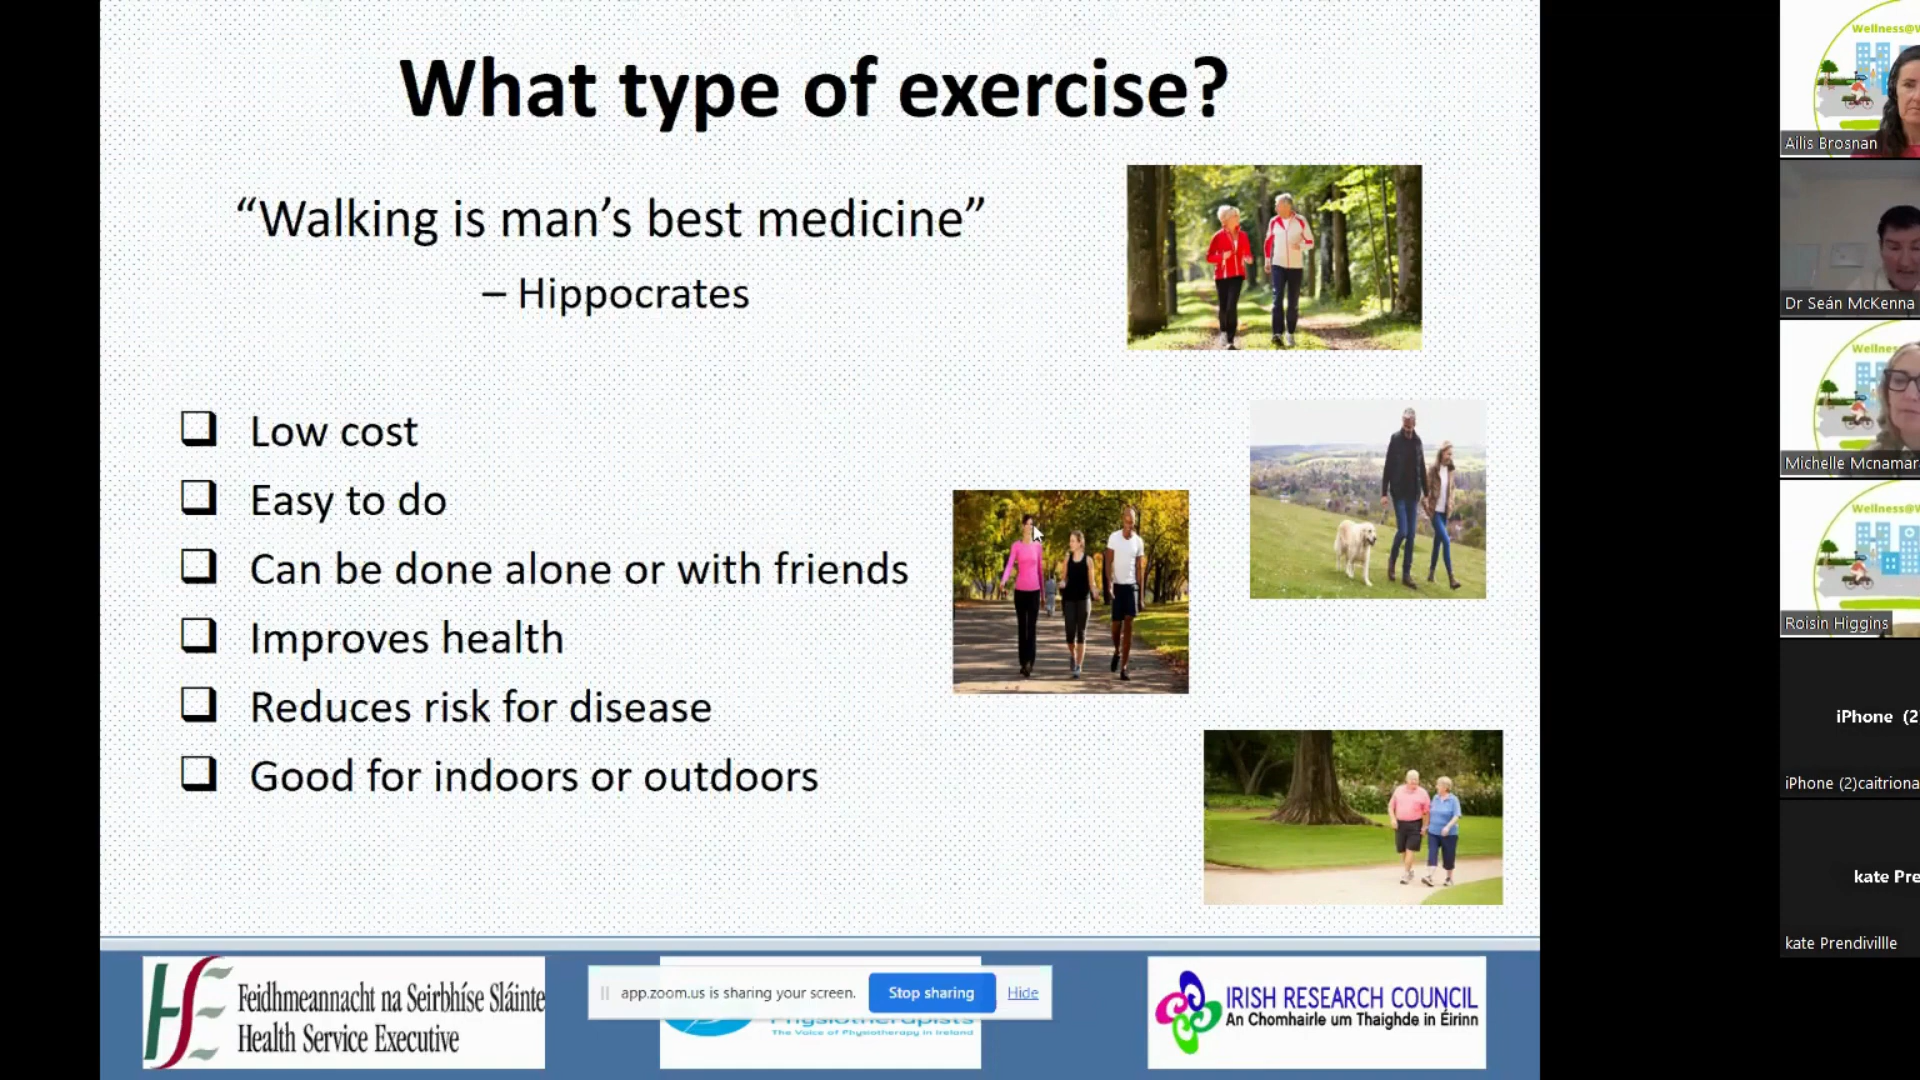 What type of exercise?
“Walking is man’s best medicine”
– Hippocrates
Low cost
Easy to do
Can be done alone or with friends
Improves health
Reduces risk for disease
Good for indoors or outdoors
Feidhmeannacht na Seirbhíse Sláinte
Health Service Executive
app.zoom.us is sharing your screen.
Stop sharing
Hide
Physiotherapists
The Voice of Physiotherapy in Ireland
IRISH RESEARCH COUNCIL
An Chomhairle um Thaighde in Éirinn
Wellness@W
Ailis Brosnan
Dr Seán McKenna
Wellnes
Michelle Mcnamar
Wellness@W
Roisin Higgins
iPhone (2
iPhone (2)caitriona
kate Pre
kate Prendivillle